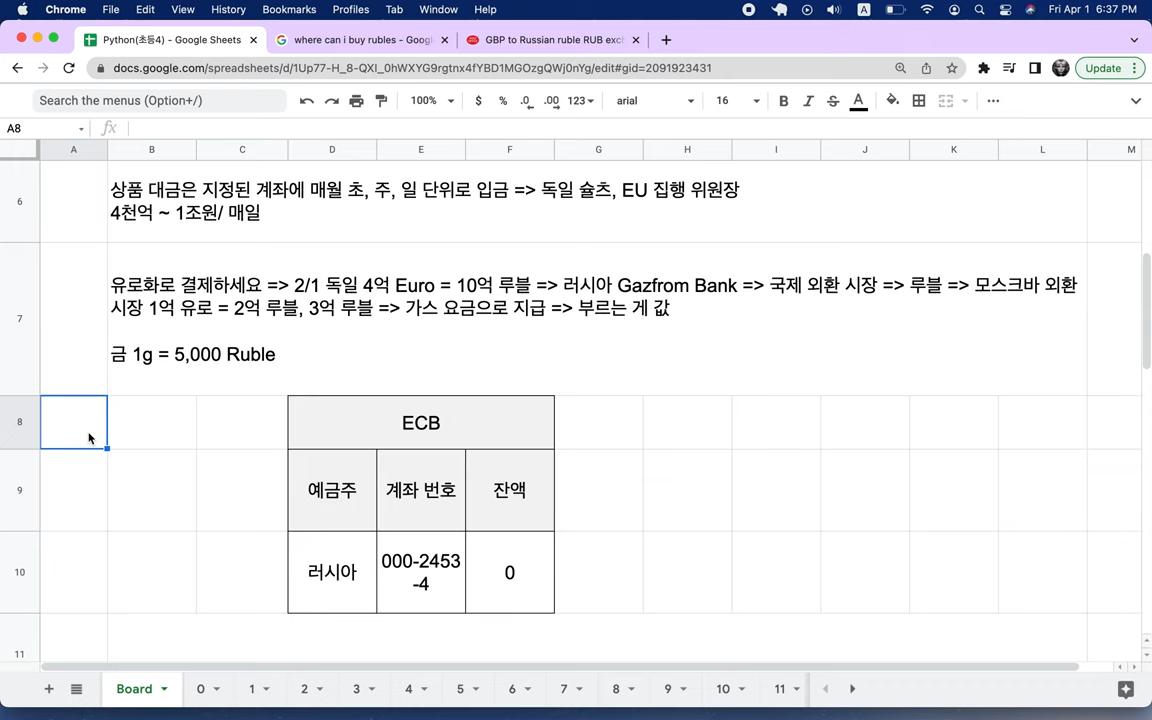 Chrome File Edit View History Bookmarks Profiles Tab Window Help A Fri Apr 1 6:37 PM
Python(초등4) - Google Sheets where can i buy rubles - Goog GBP to Russian ruble RUB exc
docs.google.com/spreadsheets/d/1Up77-H_8-QXI_0hWXYG9rgtnx4fYBD1MGOzgQWj0nYg/edit#gid=2091923431 Update
Search the menus (Option+/) 100% $ % .0 .00 123 arial 16 B I S A
A8 fx
A B C D E F G H I J K L M
6 상품 대금은 지정된 계좌에 매월 초, 주, 일 단위로 입금 => 독일 슐츠, EU 집행 위원장
4천억 ~ 1조원/ 매일
유로화로 결제하세요 => 2/1 독일 4억 Euro = 10억 루블 => 러시아 Gazfrom Bank => 국제 외환 시장 => 루블 => 모스크바 외환
7 시장 1억 유로 = 2억 루블, 3억 루블 => 가스 요금으로 지급 => 부르는 게 값
금 1g = 5,000 Ruble
8 ECB
9 예금주 계좌 번호 잔액
10 러시아 000-2453
-4 0
11
Board 0 1 2 3 4 5 6 7 8 9 10 11